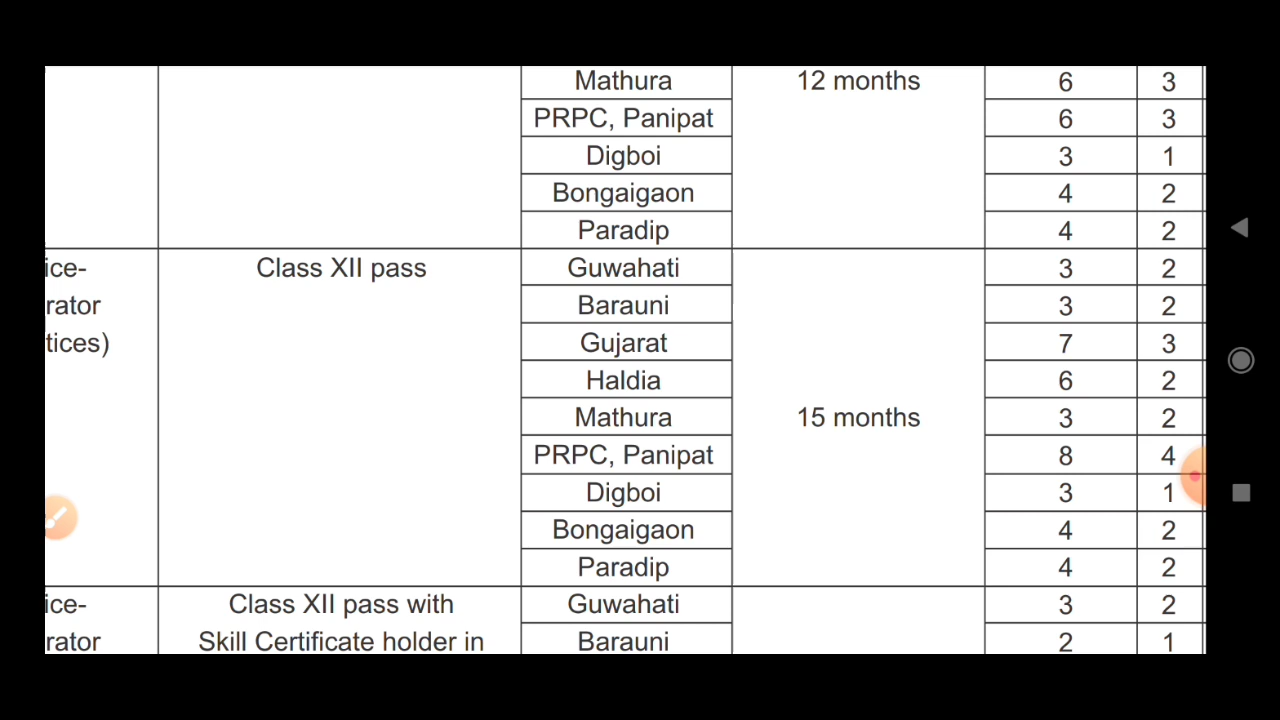 Mathura 12 months 6 3
PRPC, Panipat 6 3
Digboi 3 1
Bongaigaon 4 2
Paradip 4 2
ice- Class XII pass Guwahati 3 2
rator Barauni 3 2
tices) Gujarat 7 3
Haldia 6 2
Mathura 15 months 3 2
PRPC, Panipat 8 4
Digboi 3 1
Bongaigaon 4 2
Paradip 4 2
ice- Class XII pass with Guwahati 3 2
rator Skill Certificate holder in Barauni 2 1